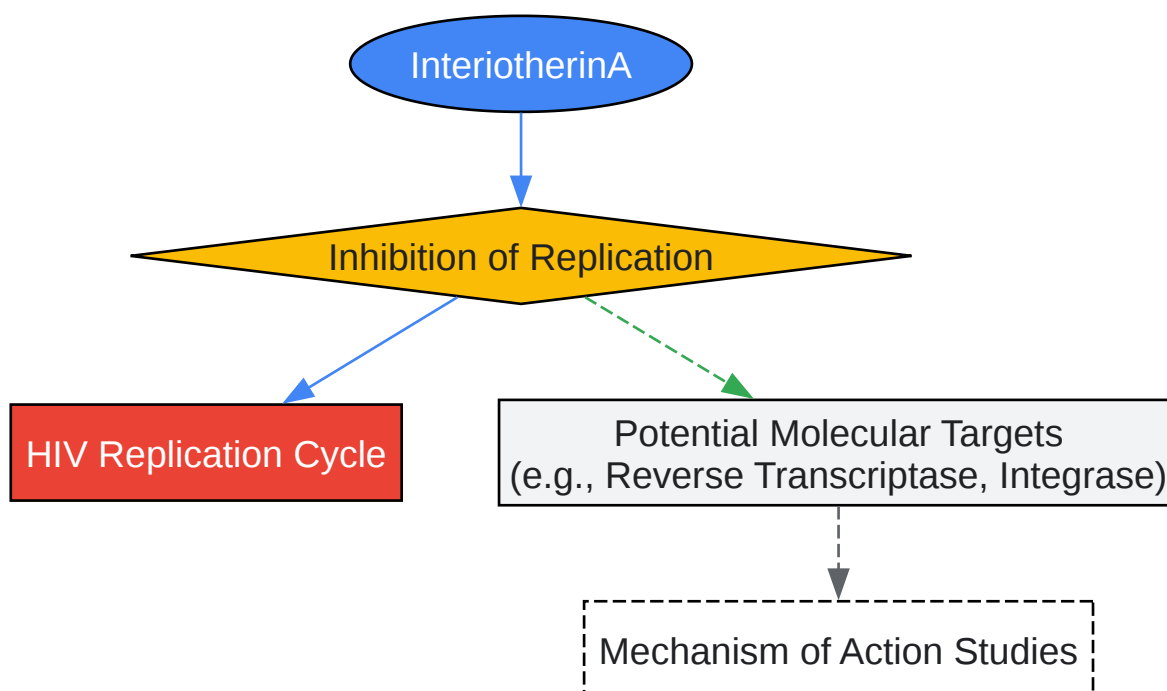 InteriotherinA
Inhibition of Replication
HIV Replication Cycle
Potential Molecular Targets
(e.g., Reverse Transcriptase, Integrase)
Mechanism of Action Studies